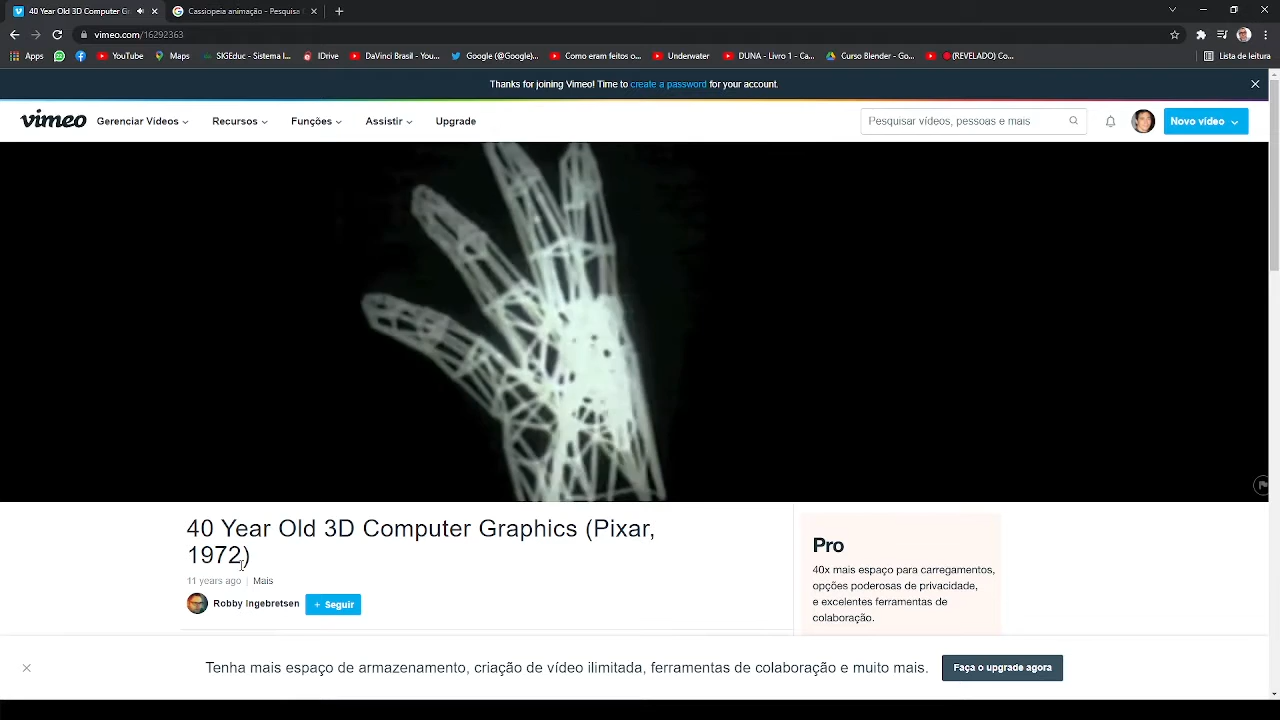 40 Year Old 3D Computer Gr
Cassiopeia animação - Pesquisa
vimeo.com/16292363
Apps
YouTube
Maps
SIGEduc - Sistema I...
IDrive
DaVinci Brasil - You...
Google (@Google)...
Como eram feitos o...
Underwater
DUNA - Livro 1 - Ca...
Curso Blender - Go...
(REVELADO) Co...
Lista de leitura
Thanks for joining Vimeo! Time to create a password for your account.
vimeo
Gerenciar Vídeos
Recursos
Funções
Assistir
Upgrade
Pesquisar vídeos, pessoas e mais
Novo vídeo
40 Year Old 3D Computer Graphics (Pixar,
1972)
11 years ago | Mais
Robby Ingebretsen
+ Seguir
Pro
40x mais espaço para carregamentos,
opções poderosas de privacidade,
e excelentes ferramentas de
colaboração.
Tenha mais espaço de armazenamento, criação de vídeo ilimitada, ferramentas de colaboração e muito mais.
Faça o upgrade agora